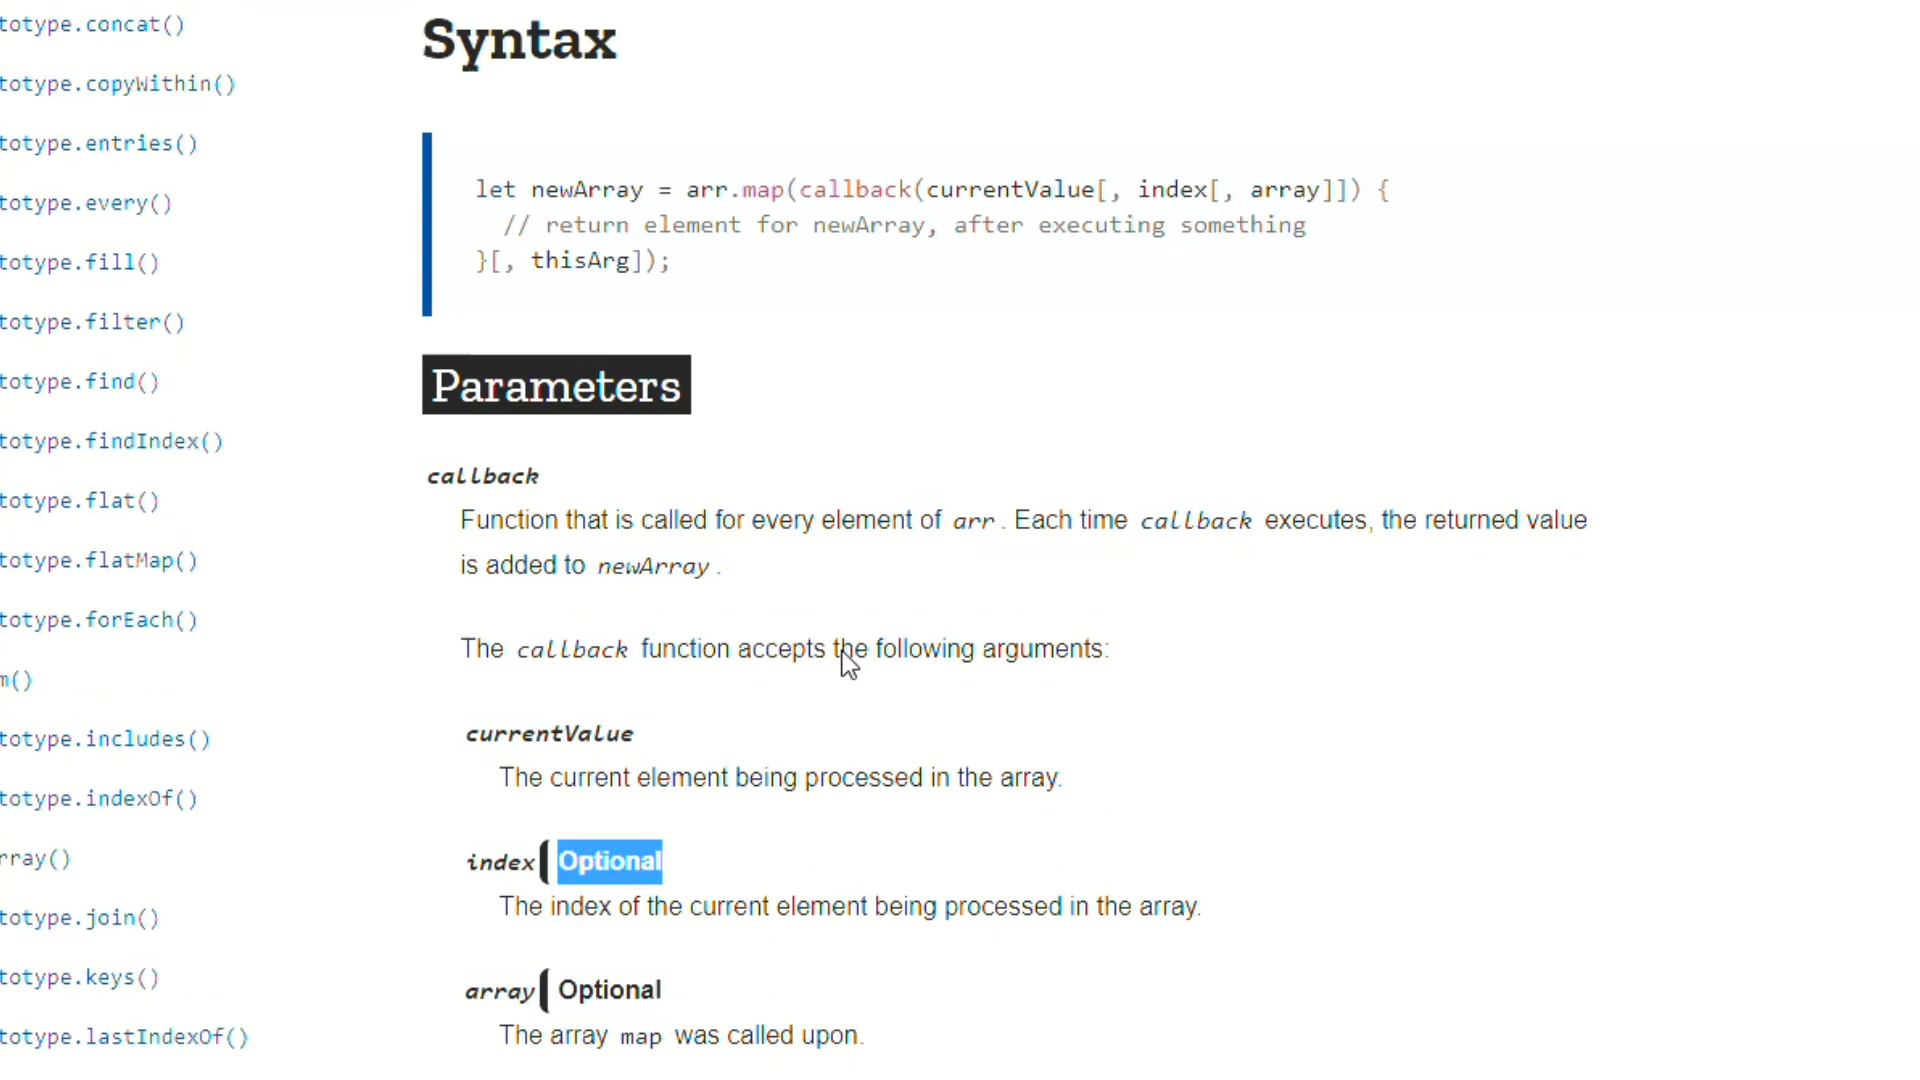 totype.concat()
totype.copyWithin()
totype.entries()
totype.every()
totype.fill()
totype.filter()
totype.find()
totype.findIndex()
totype.flat()
totype.flatMap()
totype.forEach()
m()
totype.includes()
totype.indexOf()
rray()
totype.join()
totype.keys()
totype.lastIndexOf()
Syntax
let newArray = arr.map(callback(currentValue[, index[, array]]) {
// return element for newArray, after executing something
}[, thisArg]);
Parameters
callback
Function that is called for every element of arr. Each time callback executes, the returned value
is added to newArray.
The callback function accepts the following arguments:
currentValue
The current element being processed in the array.
index Optional
The index of the current element being processed in the array.
array Optional
The array map was called upon.